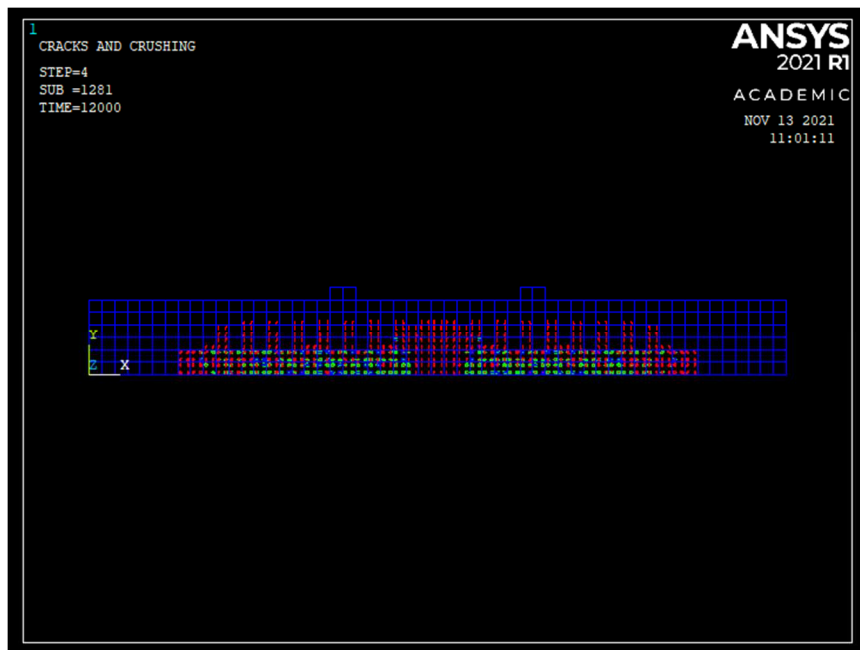 1
CRACKS AND CRUSHING
STEP=4
SUB =1281
TIME=12000
ANSYS
2021 R1
ACADEMIC
NOV 13 2021
11:01:11
Y
Z X